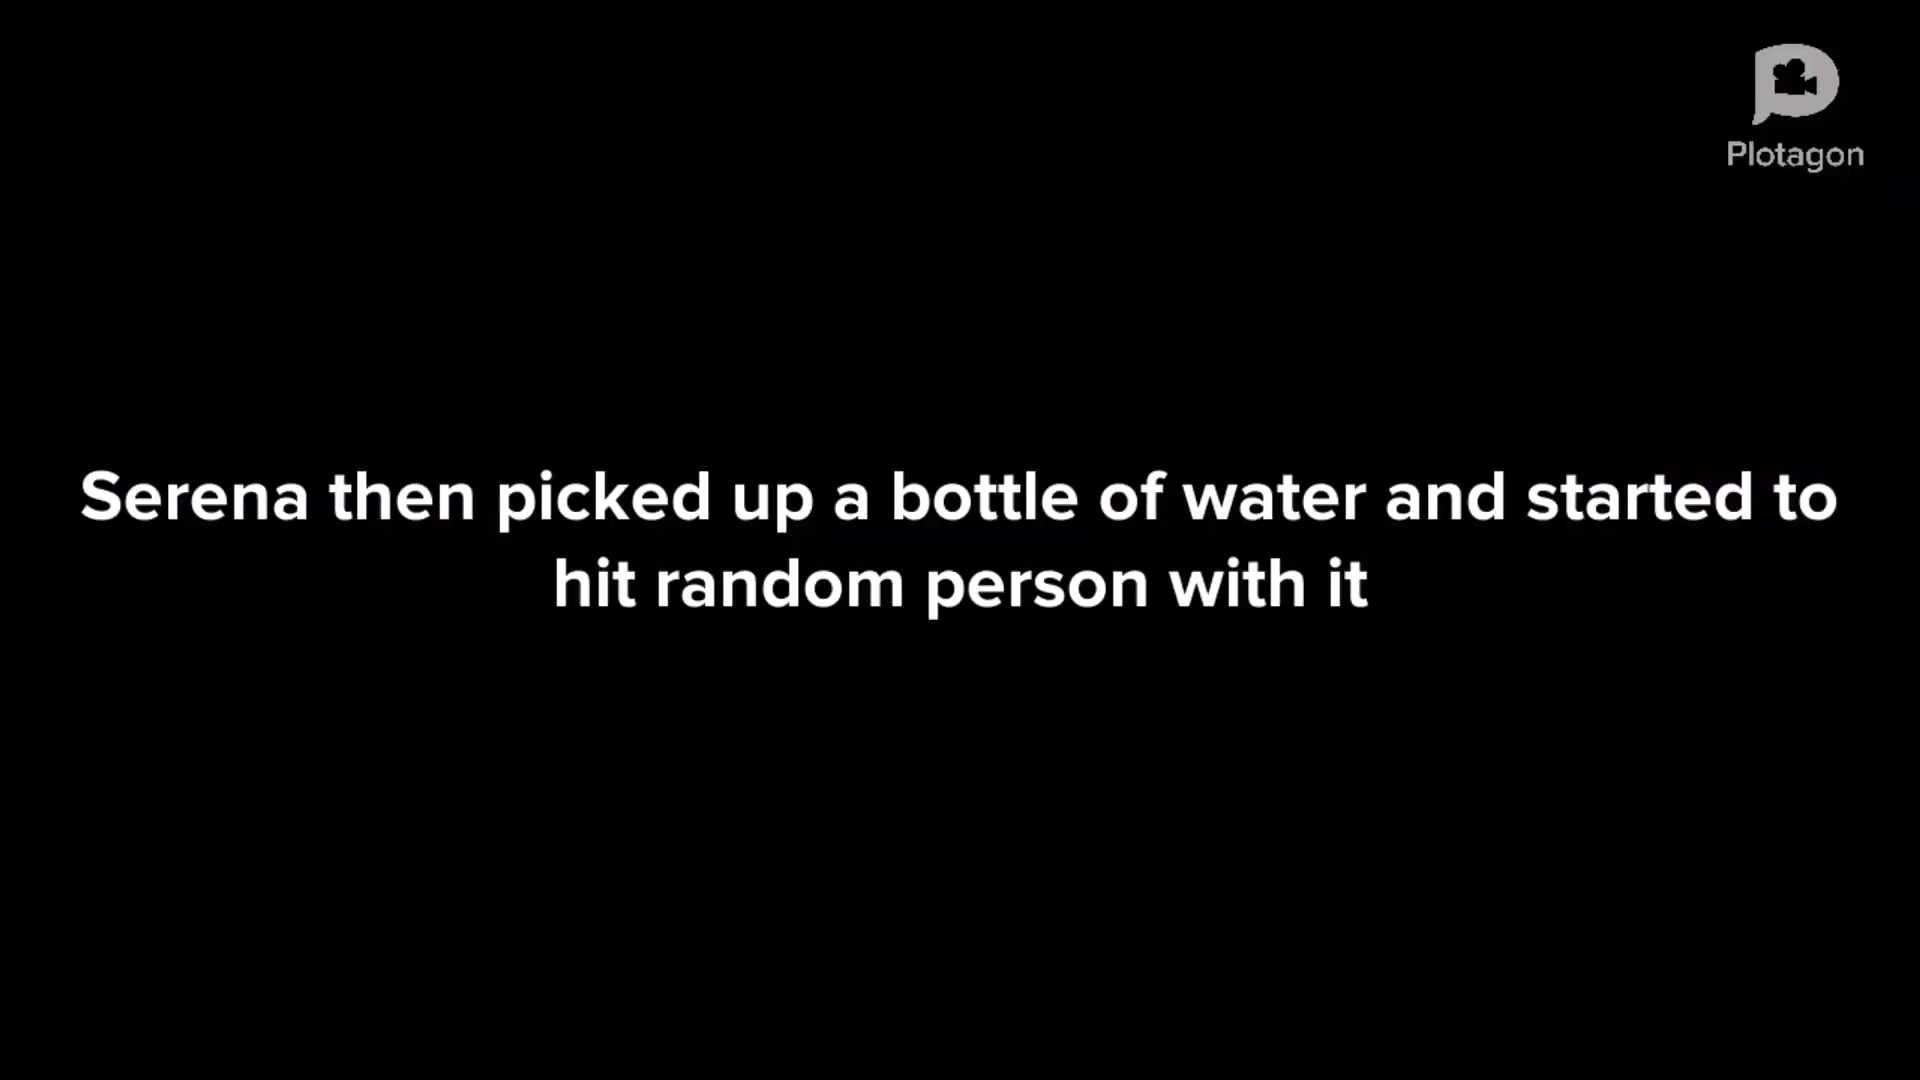 Plotagon
Serena then picked up a bottle of water and started to
hit random person with it